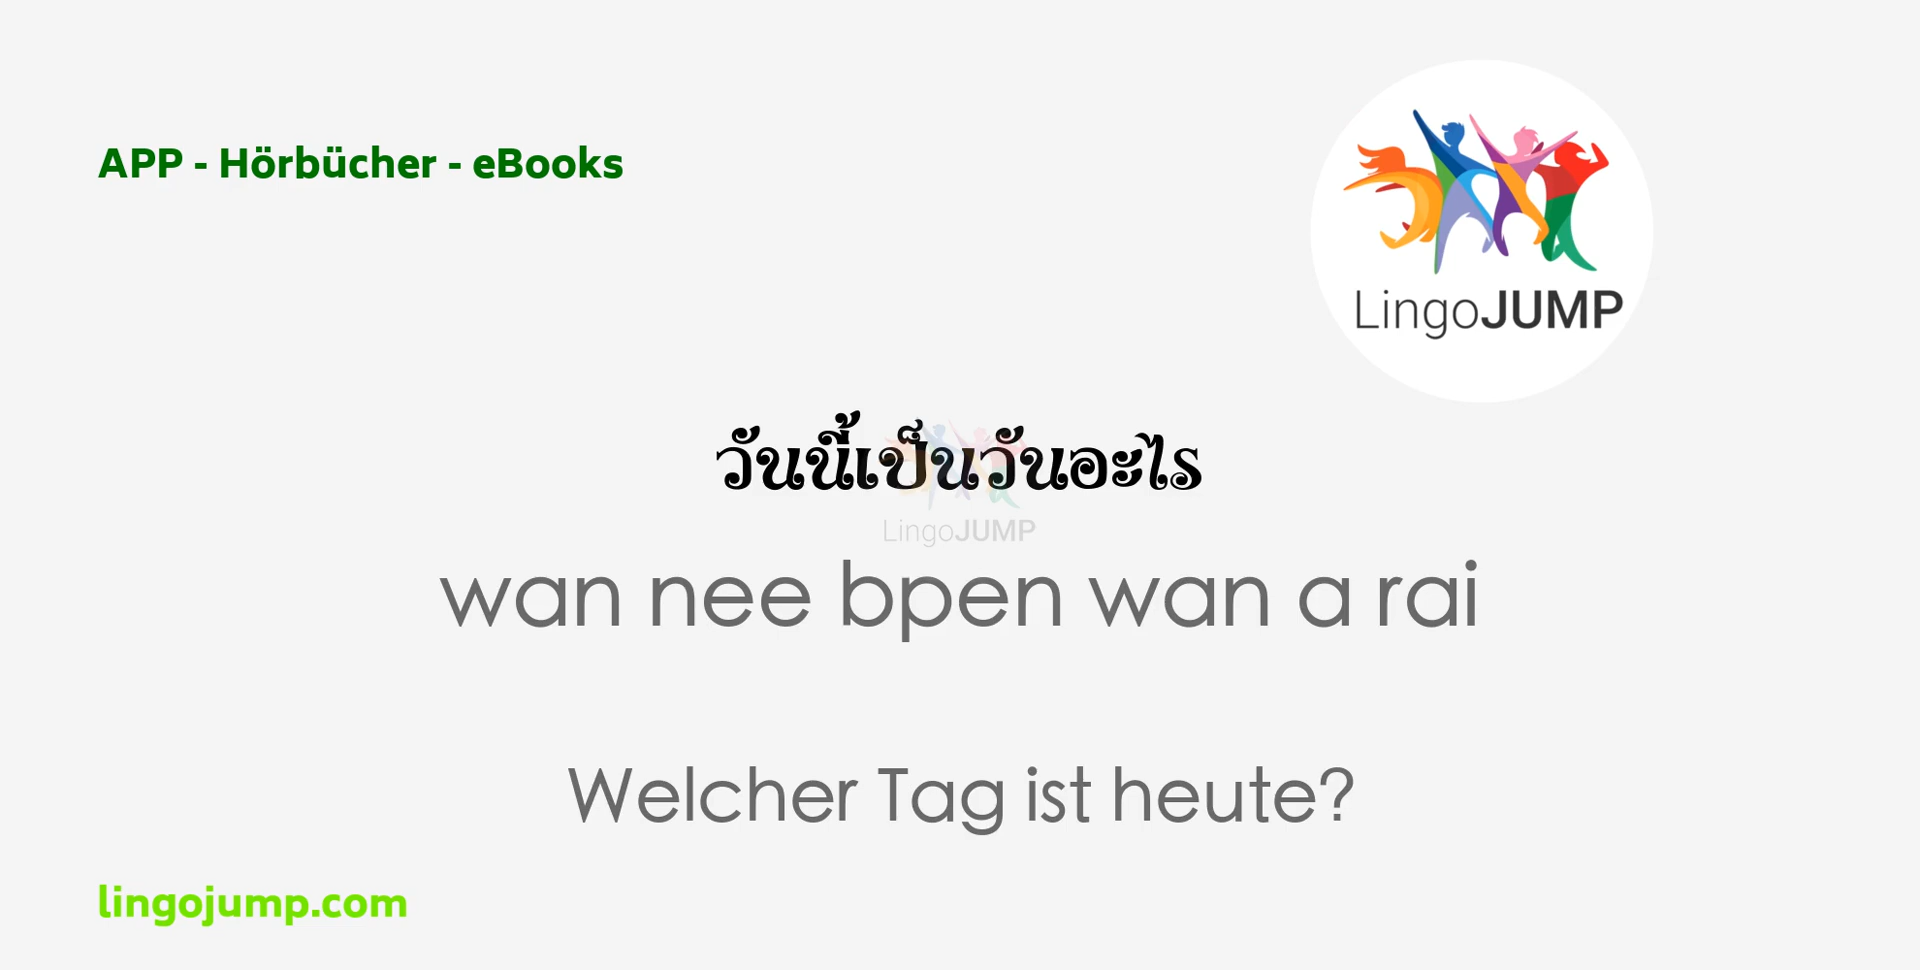 APP - Hörbücher - eBooks
LingoJUMP
วันนี้เป็นวันอะไร
LingoJUMP
wan nee bpen wan a rai
Welcher Tag ist heute?
lingojump.com